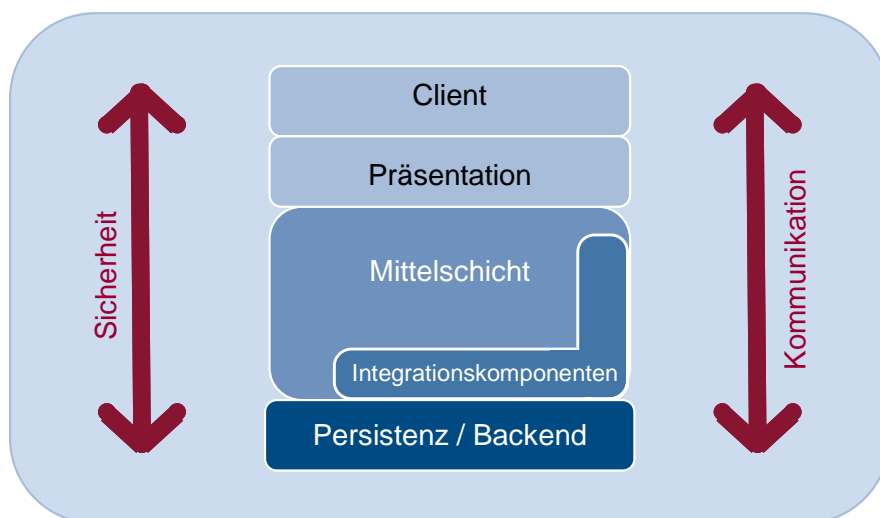 Client
Präsentation
Mittelschicht
Integrationskomponenten
Persistenz / Backend
Sicherheit
Kommunikation